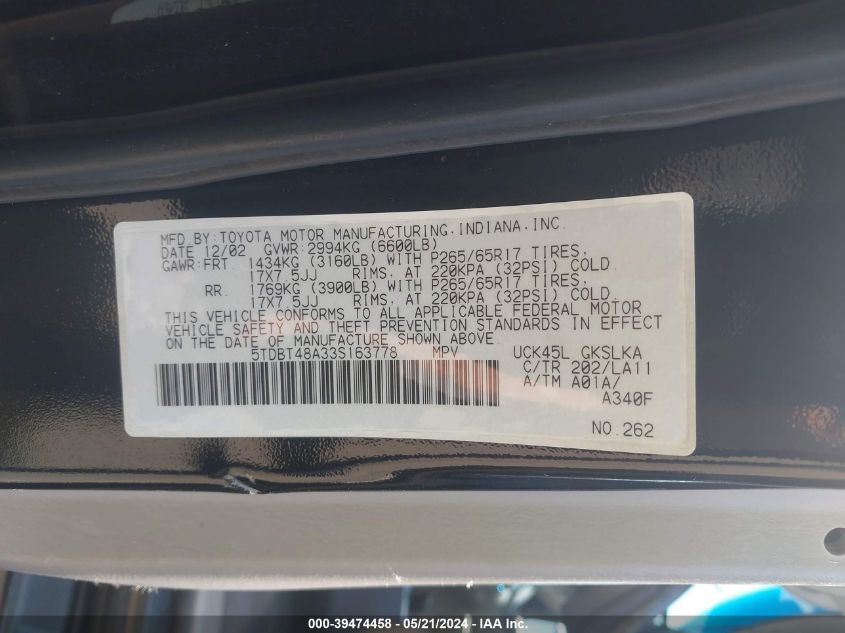 MFD.BY:TOYOTA MOTOR MANUFACTURING.INDIANA,INC.
DATE 12/02 GVWR:2994KG (6600LB)
GAWR:FRT 1434KG (3160LB) WITH P265/65R17 TIRES,
17X7.5JJ RIMS, AT 220KPA (32PSI) COLD.
RR. 1769KG (3900LB) WITH P265/65R17 TIRES,
17X7.5JJ RIMS, AT 220KPA (32PSI) COLD.
THIS VEHICLE CONFORMS TO ALL APPLICABLE FEDERAL MOTOR
VEHICLE SAFETY AND THEFT PREVENTION STANDARDS IN EFFECT
ON THE DATE OF MANUFACTURE SHOWN ABOVE.
5TDBT48A33S163778 MPV UCK45L GKSLKA
C/TR 202/LA11
A/TM A01A/
A340F
NO.262
000-39474458 • 05/21/2024 • IAA Inc.